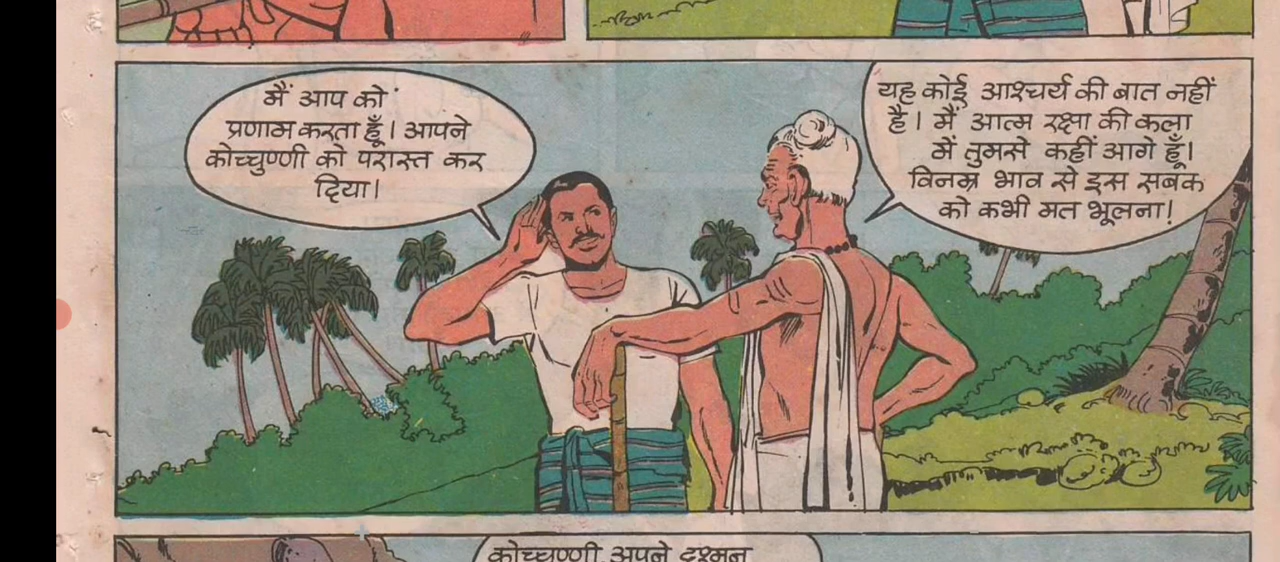 मैं आप को
प्रणाम करता हूँ। आपने
कोच्चुण्णी को परास्त कर
दिया।
यह कोई आश्चर्य की बात नहीं
है। मैं आत्म रक्षा की कला
में तुमसे कहीं आगे हूँ।
विनम्र भाव से इस सबक
को कभी मत भूलना!
कोच्चुण्णी अपने दुश्मन